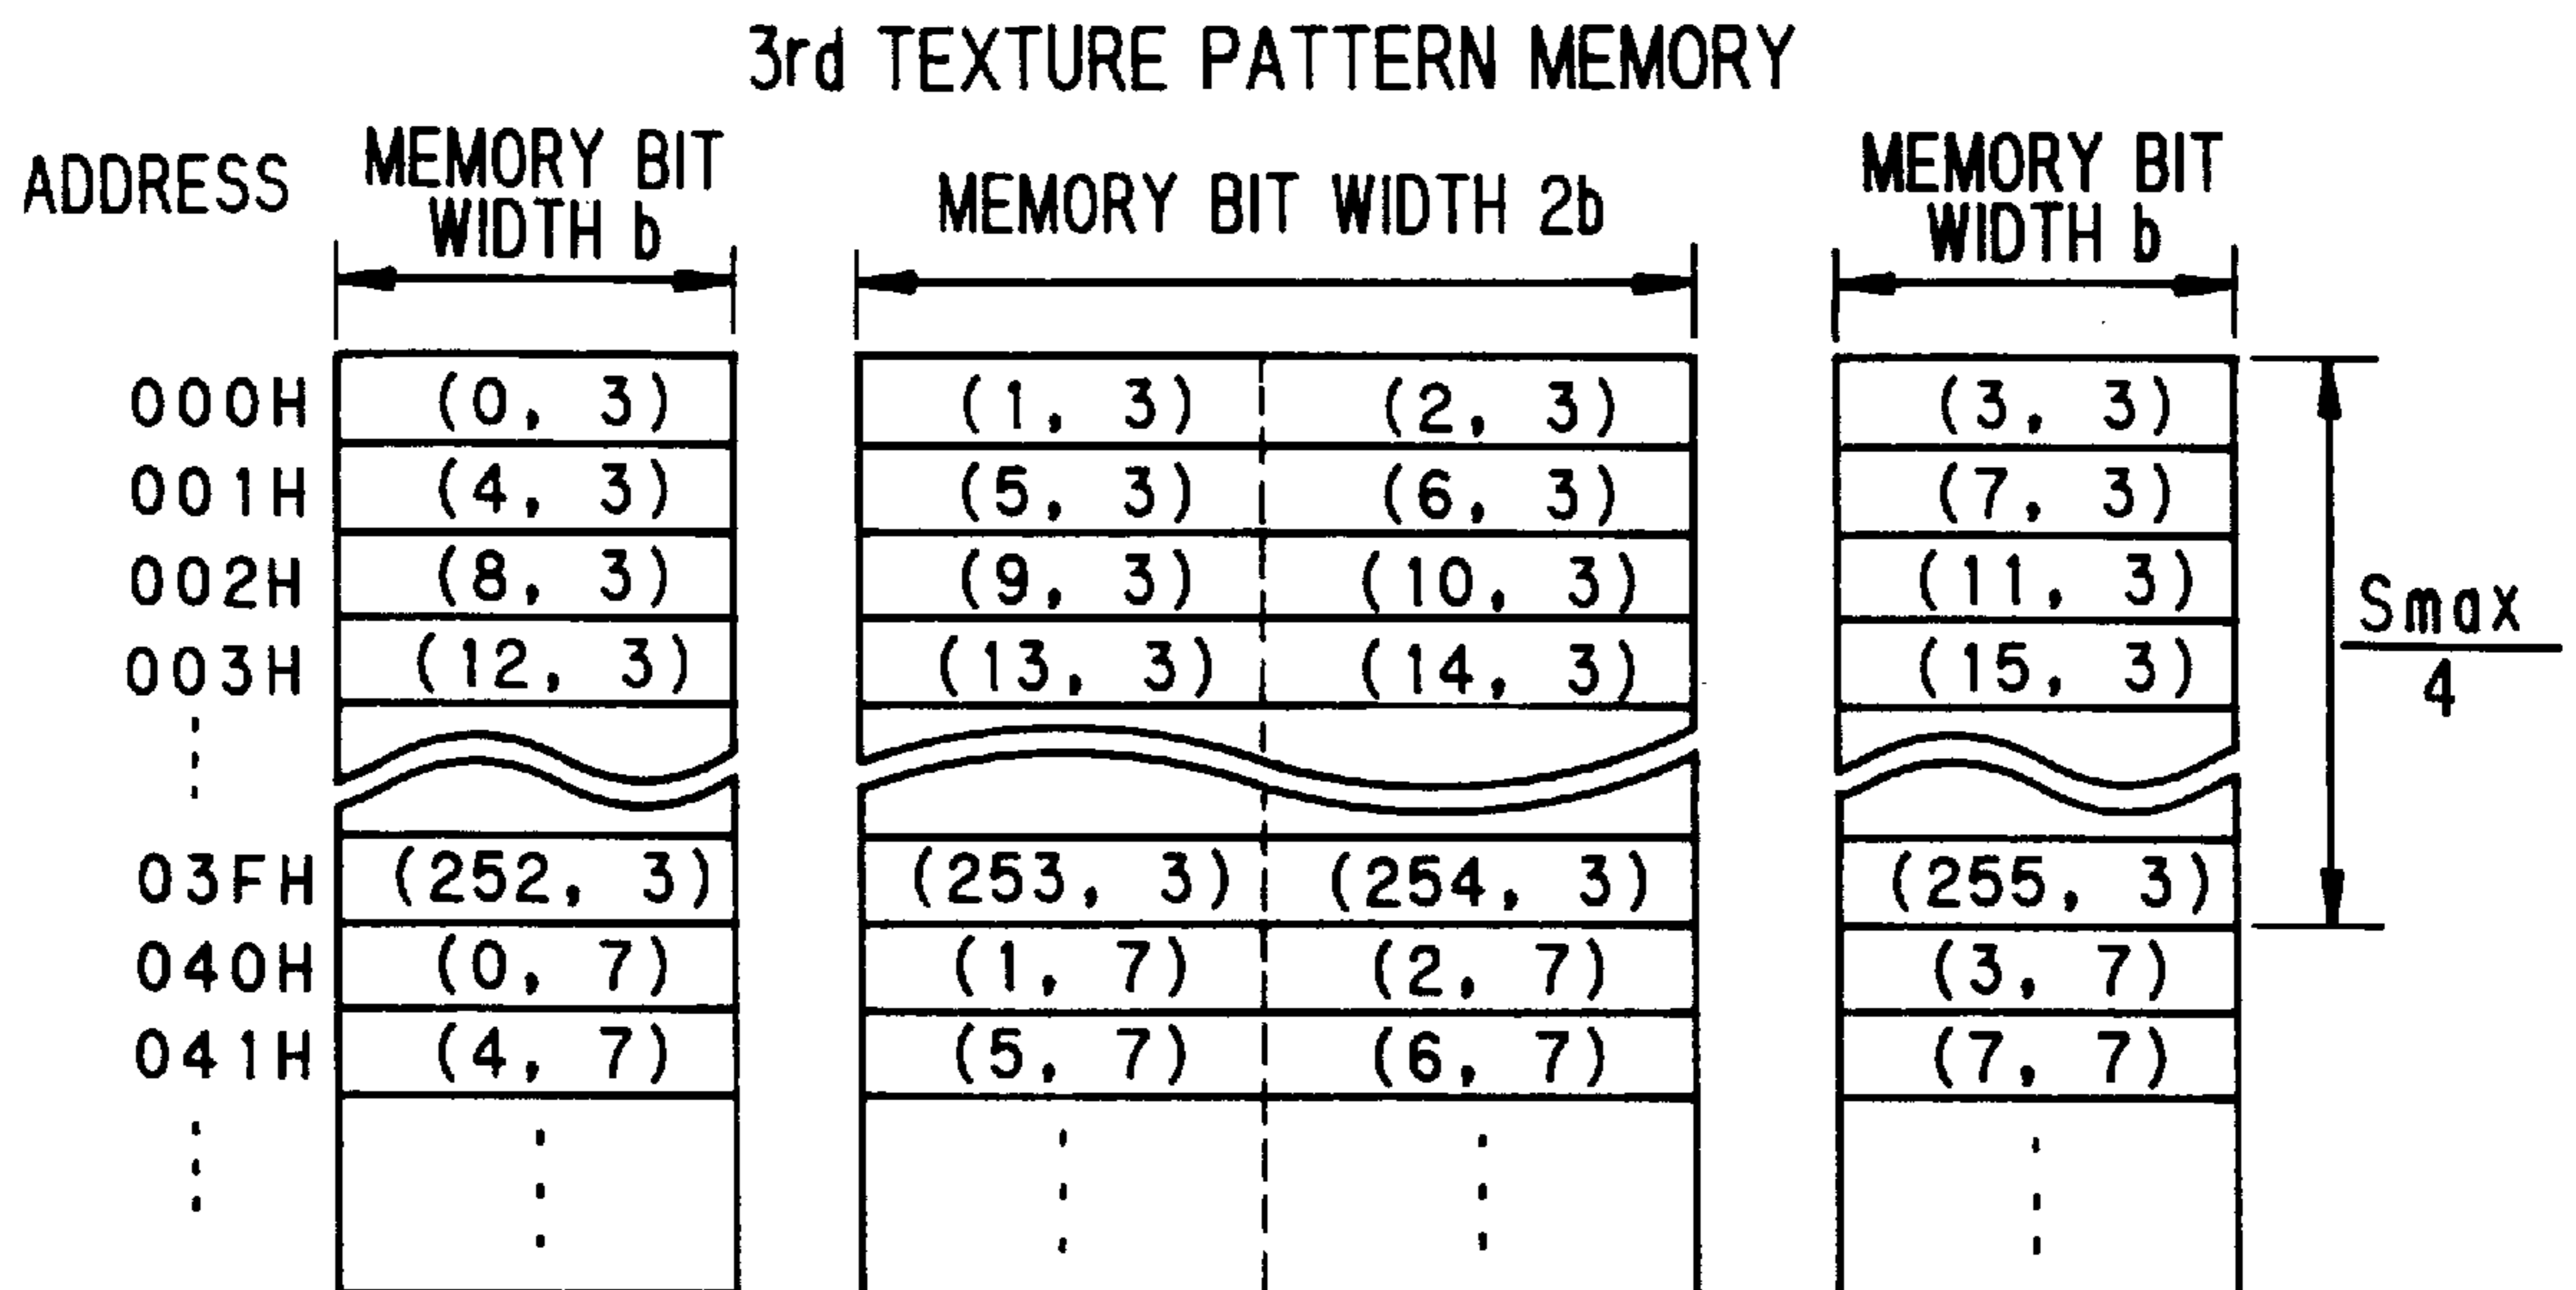 3rd TEXTURE PATTERN MEMORY
ADDRESS MEMORY BIT WIDTH b MEMORY BIT WIDTH 2b MEMORY BIT WIDTH b
000H (0, 3) (1, 3) (2, 3) (3, 3)
001H (4, 3) (5, 3) (6, 3) (7, 3)
002H (8, 3) (9, 3) (10, 3) (11, 3)
003H (12, 3) (13, 3) (14, 3) (15, 3)
Smax
4
03FH (252, 3) (253, 3) (254, 3) (255, 3)
040H (0, 7) (1, 7) (2, 7) (3, 7)
041H (4, 7) (5, 7) (6, 7) (7, 7)